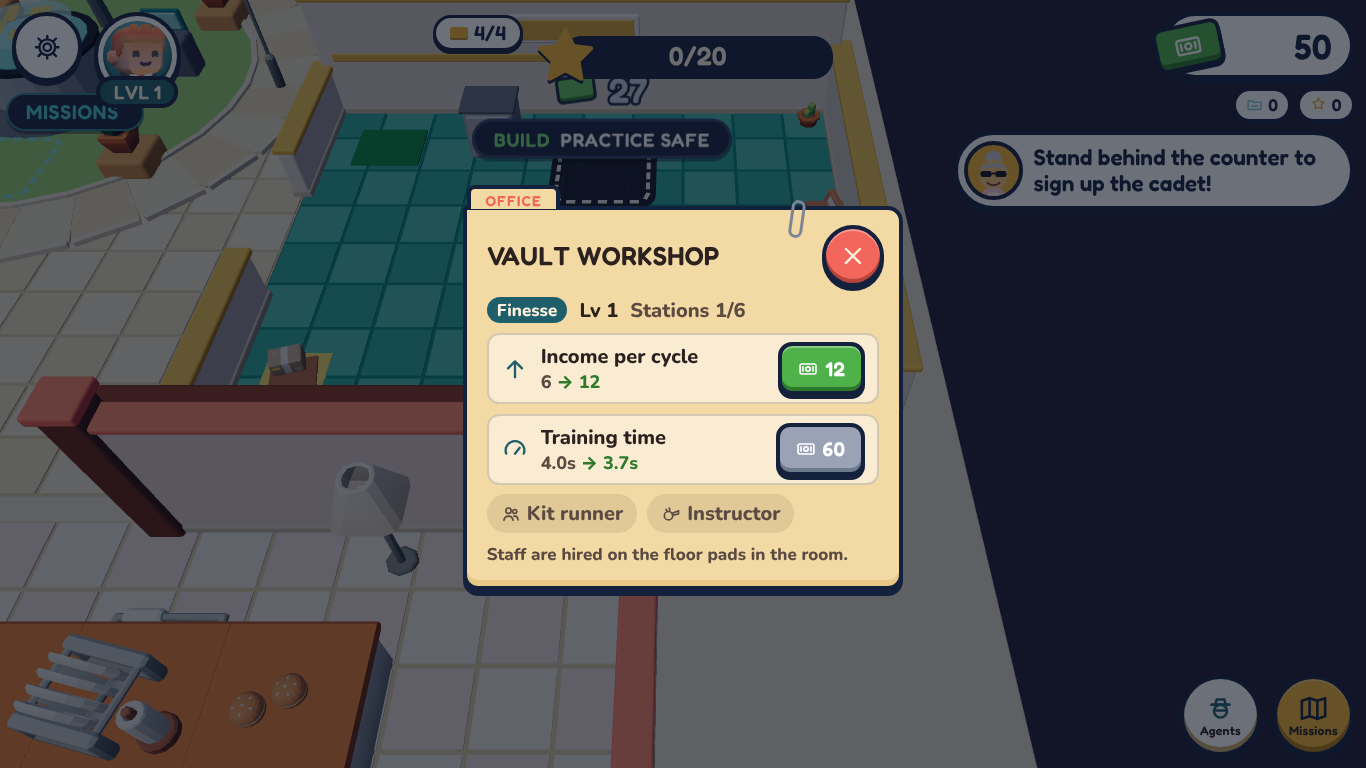 4/4
0/20
50
LVL 1
MISSIONS
27
0
0
BUILD PRACTICE SAFE
Stand behind the counter to
sign up the cadet!
OFFICE
VAULT WORKSHOP
Finesse Lv 1 Stations 1/6
Income per cycle
6 → 12
12
Training time
4.0s → 3.7s
60
Kit runner
Instructor
Staff are hired on the floor pads in the room.
Agents
Missions